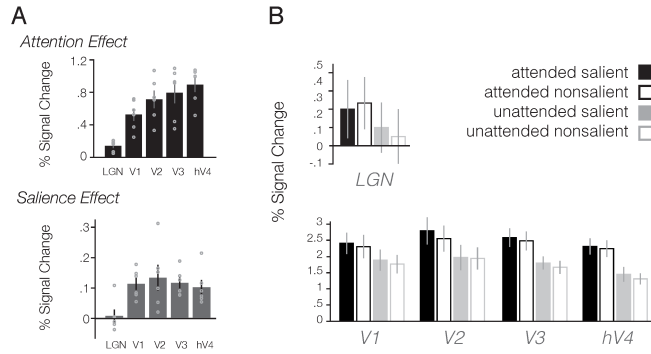 A
Attention Effect
% Signal Change
1.2
.8
.4
0
LGN V1 V2 V3 hV4
Salience Effect
% Signal Change
.3
.2
.1
0
LGN V1 V2 V3 hV4
B
% Signal Change
.5
.4
.3
.2
.1
0
-.1
LGN
attended salient
attended nonsalient
unattended salient
unattended nonsalient
3
2.5
2
1.5
1
.5
0
V1 V2 V3 hV4